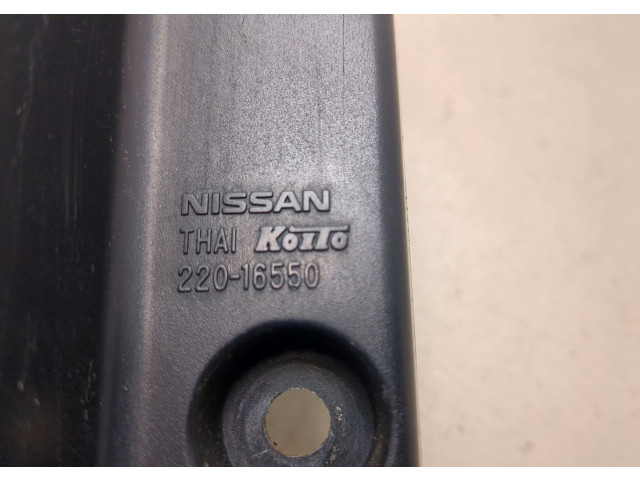 NISSAN
THAI KoITo
220-16550